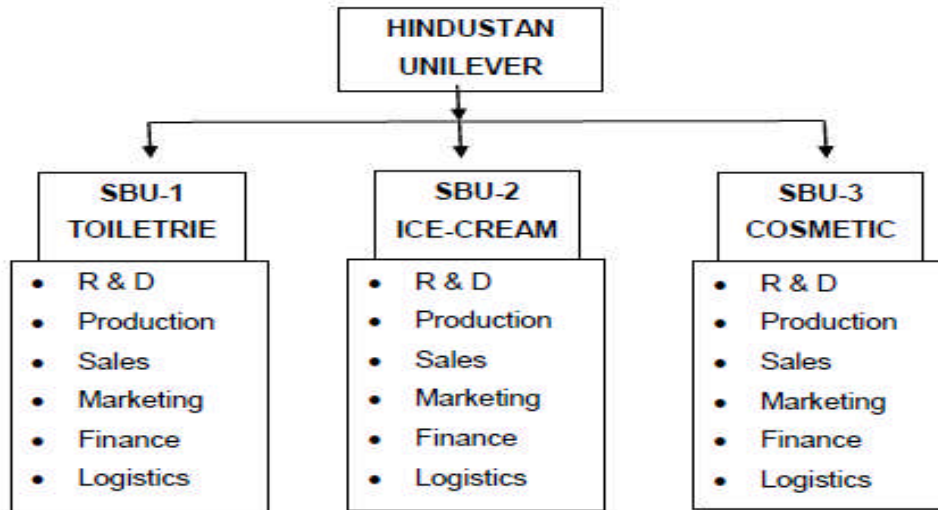 HINDUSTAN
UNILEVER
SBU-1
TOILETRIE
SBU-2
ICE-CREAM
SBU-3
COSMETIC
• R & D
• Production
• Sales
• Marketing
• Finance
• Logistics
• R & D
• Production
• Sales
• Marketing
• Finance
• Logistics
• R & D
• Production
• Sales
• Marketing
• Finance
• Logistics